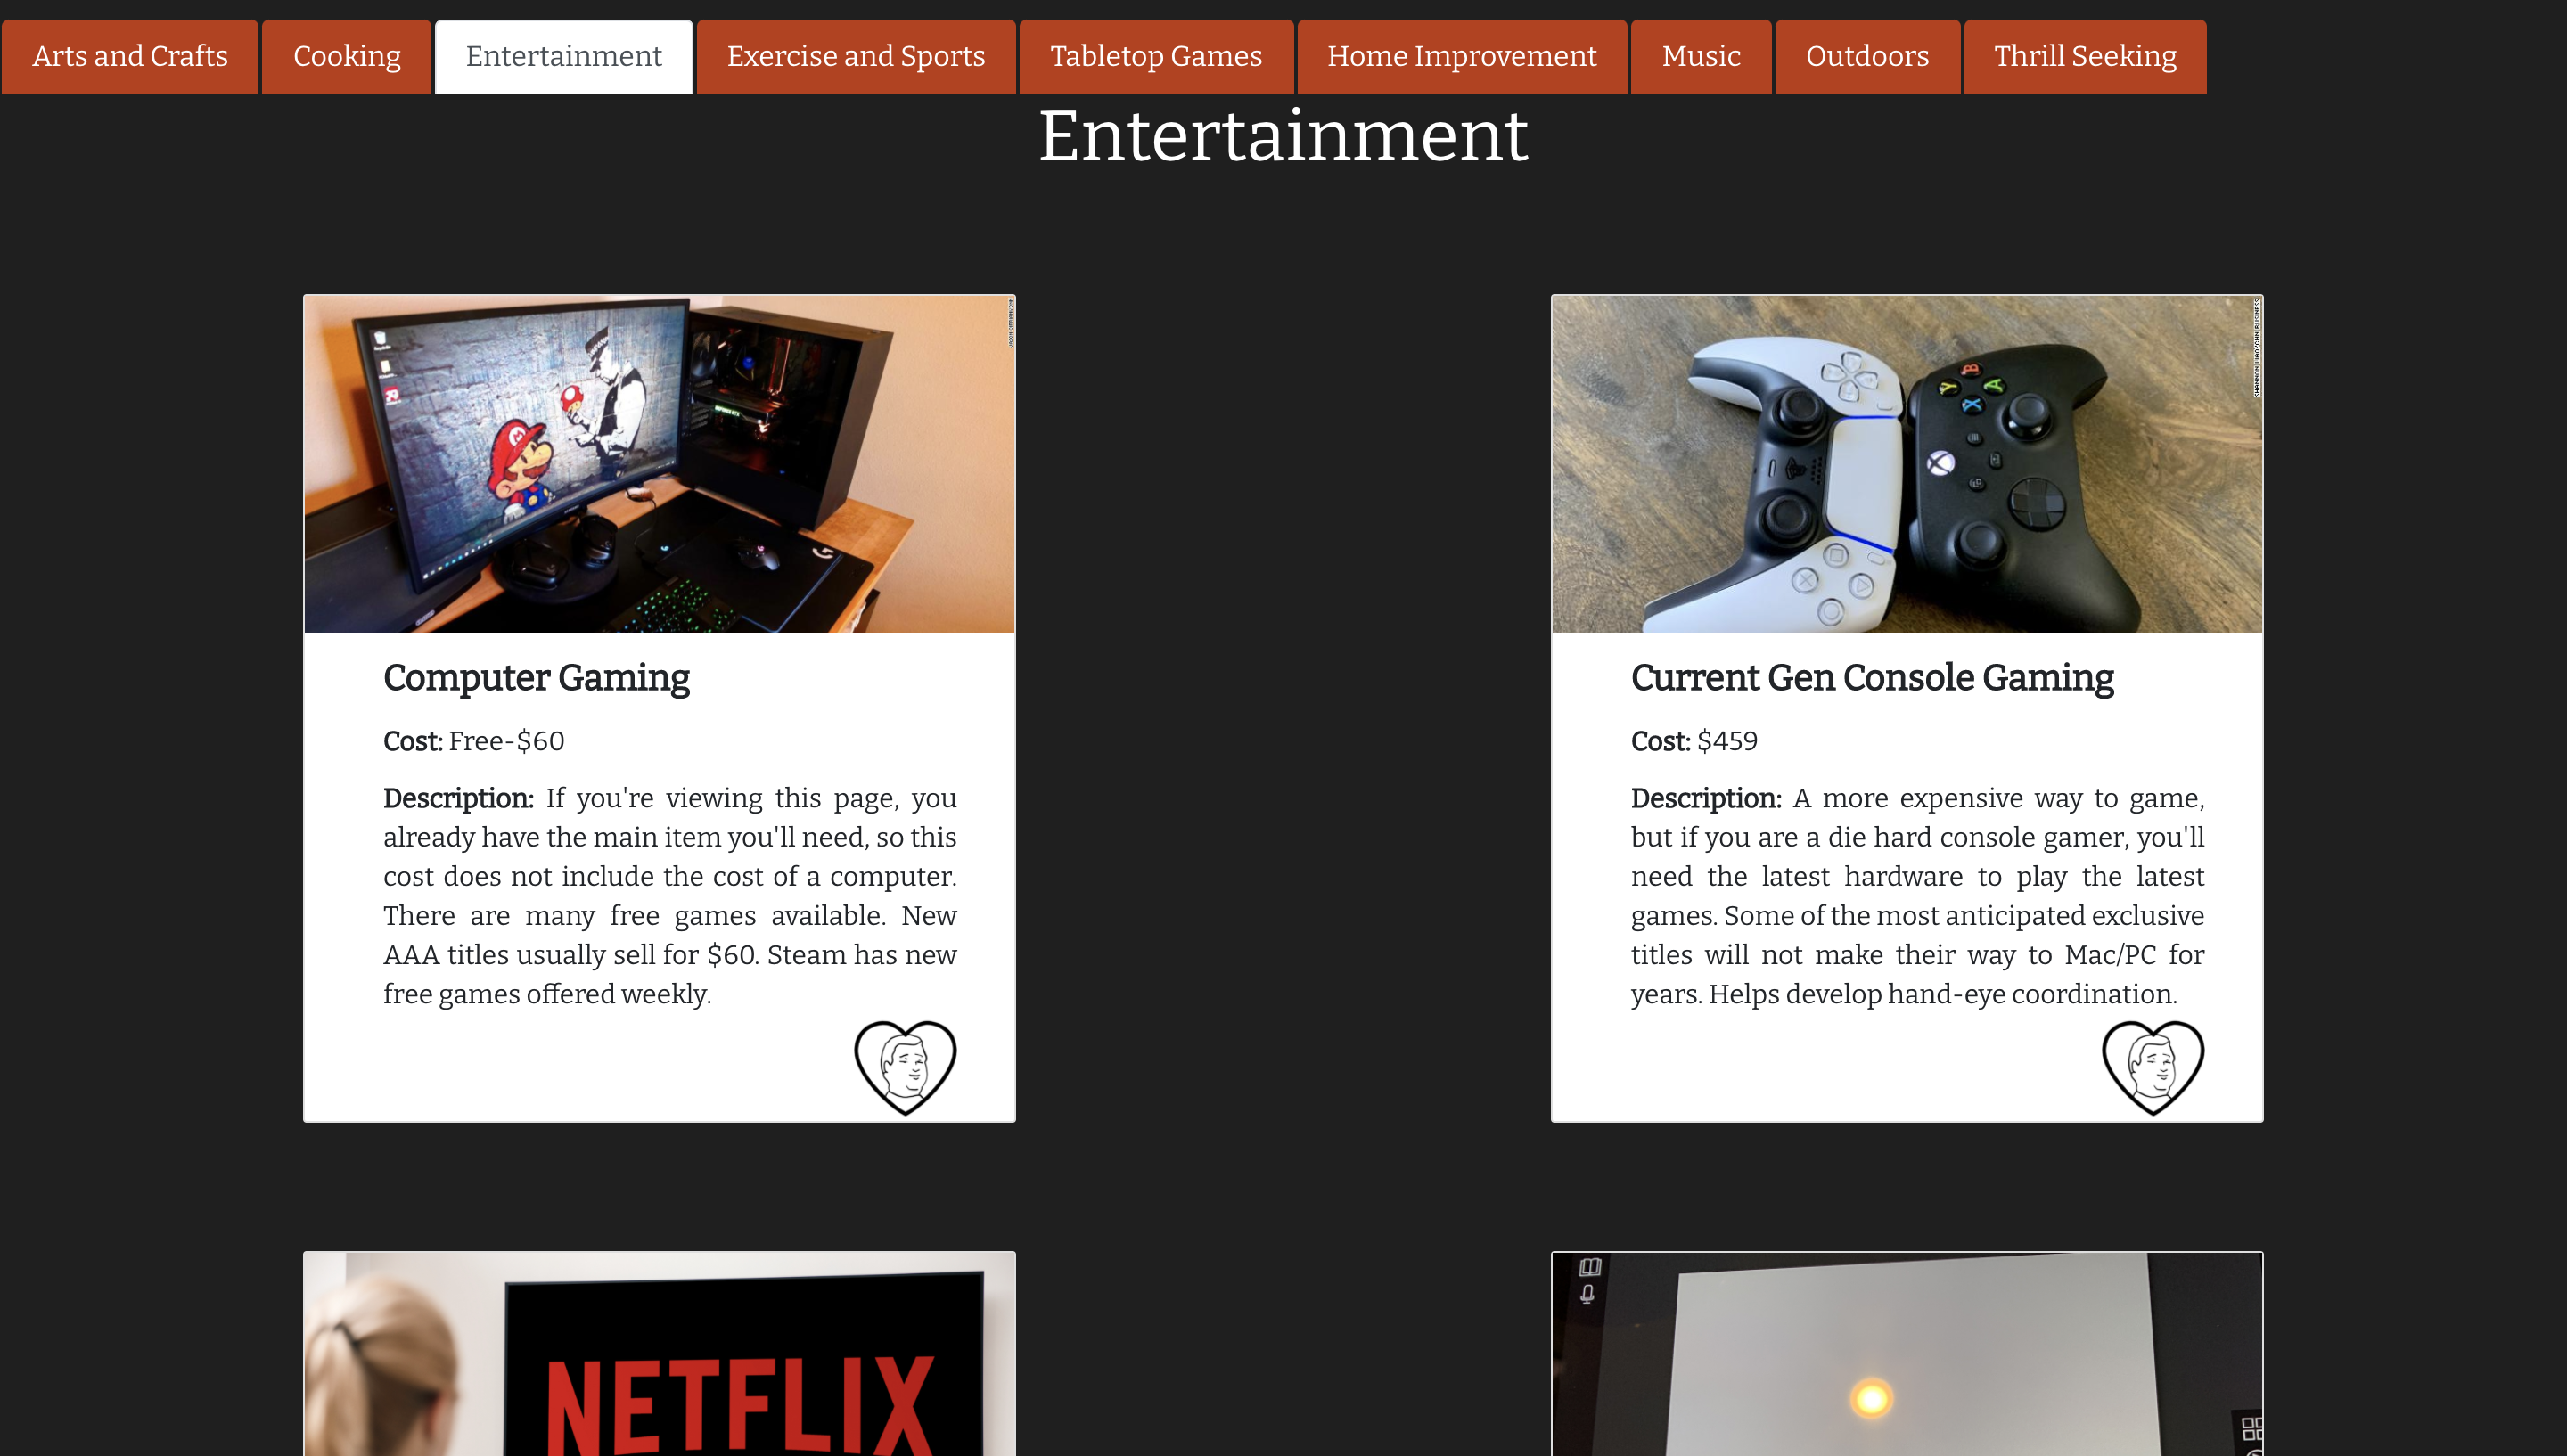 Arts and Crafts
Cooking
Entertainment
Exercise and Sports
Tabletop Games
Home Improvement
Music
Outdoors
Thrill Seeking
Entertainment
SHANNON LIAO/CNN BUSINESS
Computer Gaming
Cost: Free-$60
Description: If you're viewing this page, you
already have the main item you'll need, so this
cost does not include the cost of a computer.
There are many free games available. New
AAA titles usually sell for $60. Steam has new
free games offered weekly.
Current Gen Console Gaming
Cost: $459
Description: A more expensive way to game,
but if you are a die hard console gamer, you'll
need the latest hardware to play the latest
games. Some of the most anticipated exclusive
titles will not make their way to Mac/PC for
years. Helps develop hand-eye coordination.
NETFLIX